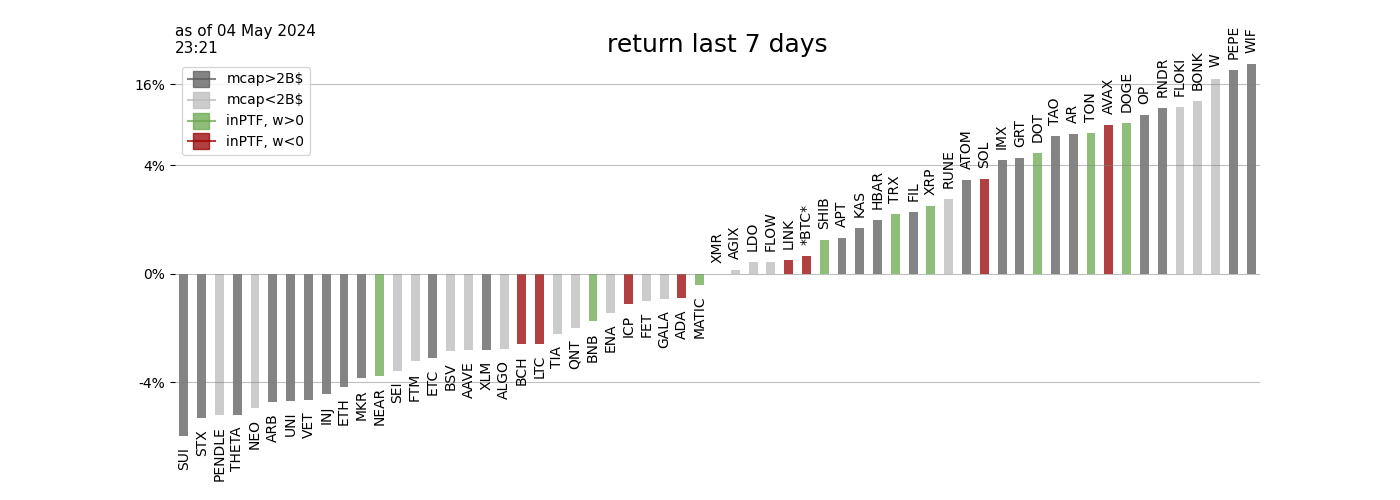 as of 04 May 2024
23:21
return last 7 days
mcap>2B$
mcap<2B$
inPTF, w>0
inPTF, w<0
16%
4%
0%
-4%
SUI
STX
PENDLE
THETA
NEO
ARB
UNI
VET
INJ
ETH
MKR
NEAR
SEI
FTM
ETC
BSV
AAVE
XLM
ALGO
BCH
LTC
TIA
QNT
BNB
ENA
ICP
FET
GALA
ADA
MATIC
XMR
AGIX
LDO
FLOW
LINK
*BTC*
SHIB
APT
KAS
HBAR
TRX
FIL
XRP
RUNE
ATOM
SOL
IMX
GRT
DOT
TAO
AR
TON
AVAX
DOGE
OP
RNDR
FLOKI
BONK
W
PEPE
WIF